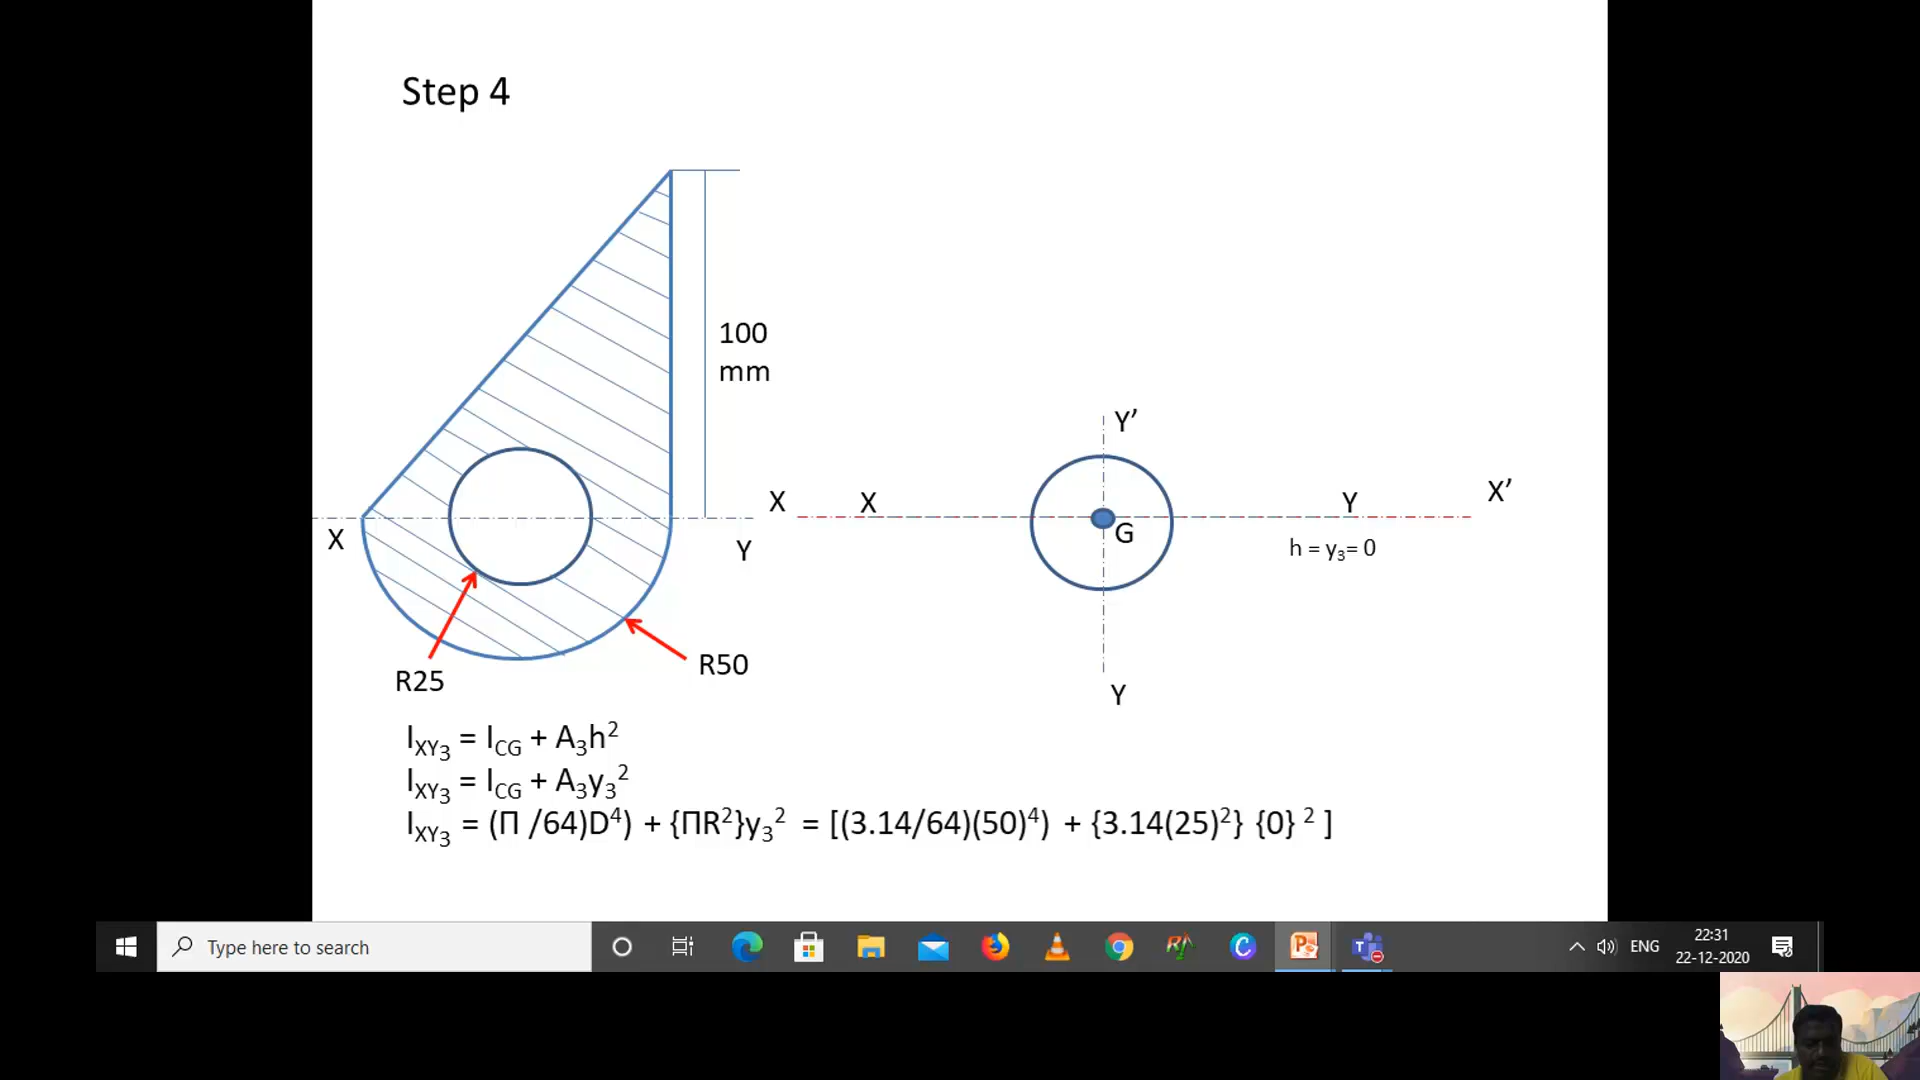 Step 4
100
mm
X
Y
R25
R50
Y’
X
X
Y
X’
G
h = y₃= 0
Y
I_XY₃ = I_CG + A₃h²
I_XY₃ = I_CG + A₃y₃²
I_XY₃ = (Π /64)D⁴) + {ΠR²}y₃² = [(3.14/64)(50)⁴) + {3.14(25)²} {0} ² ]
Type here to search
ENG
22:31
22-12-2020